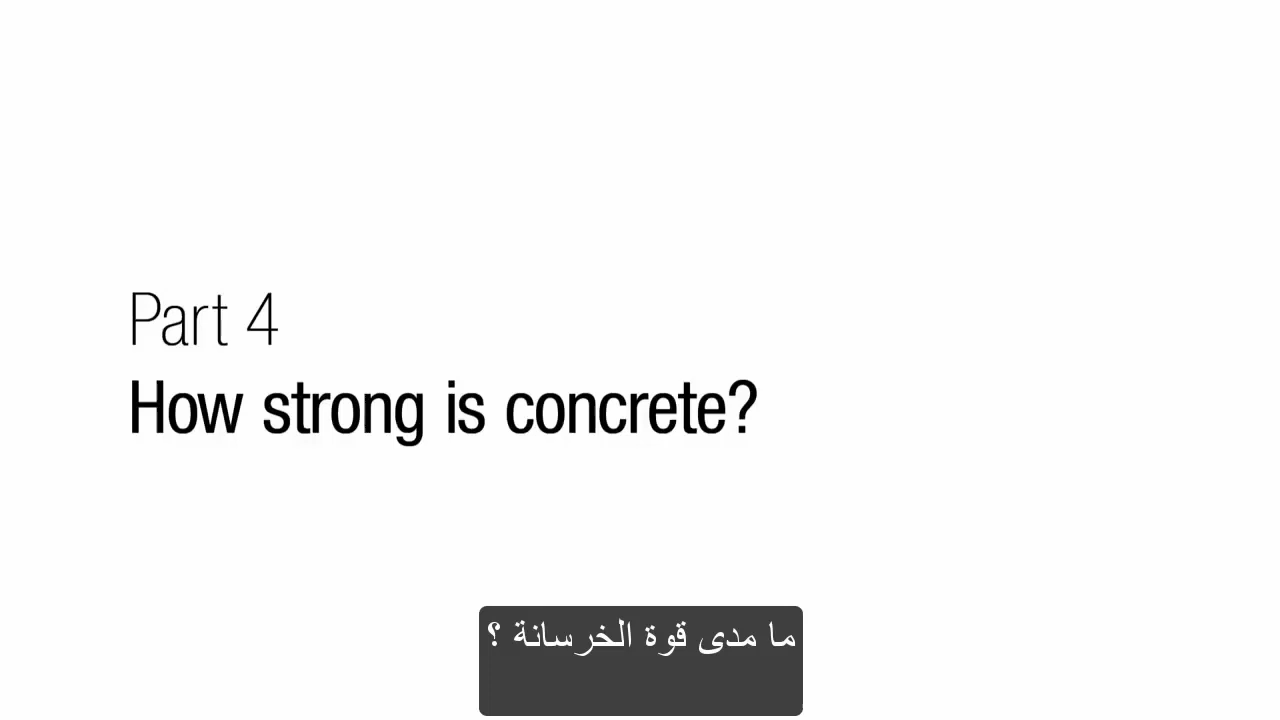 Part 4
How strong is concrete?
ما مدى قوة الخرسانة ؟